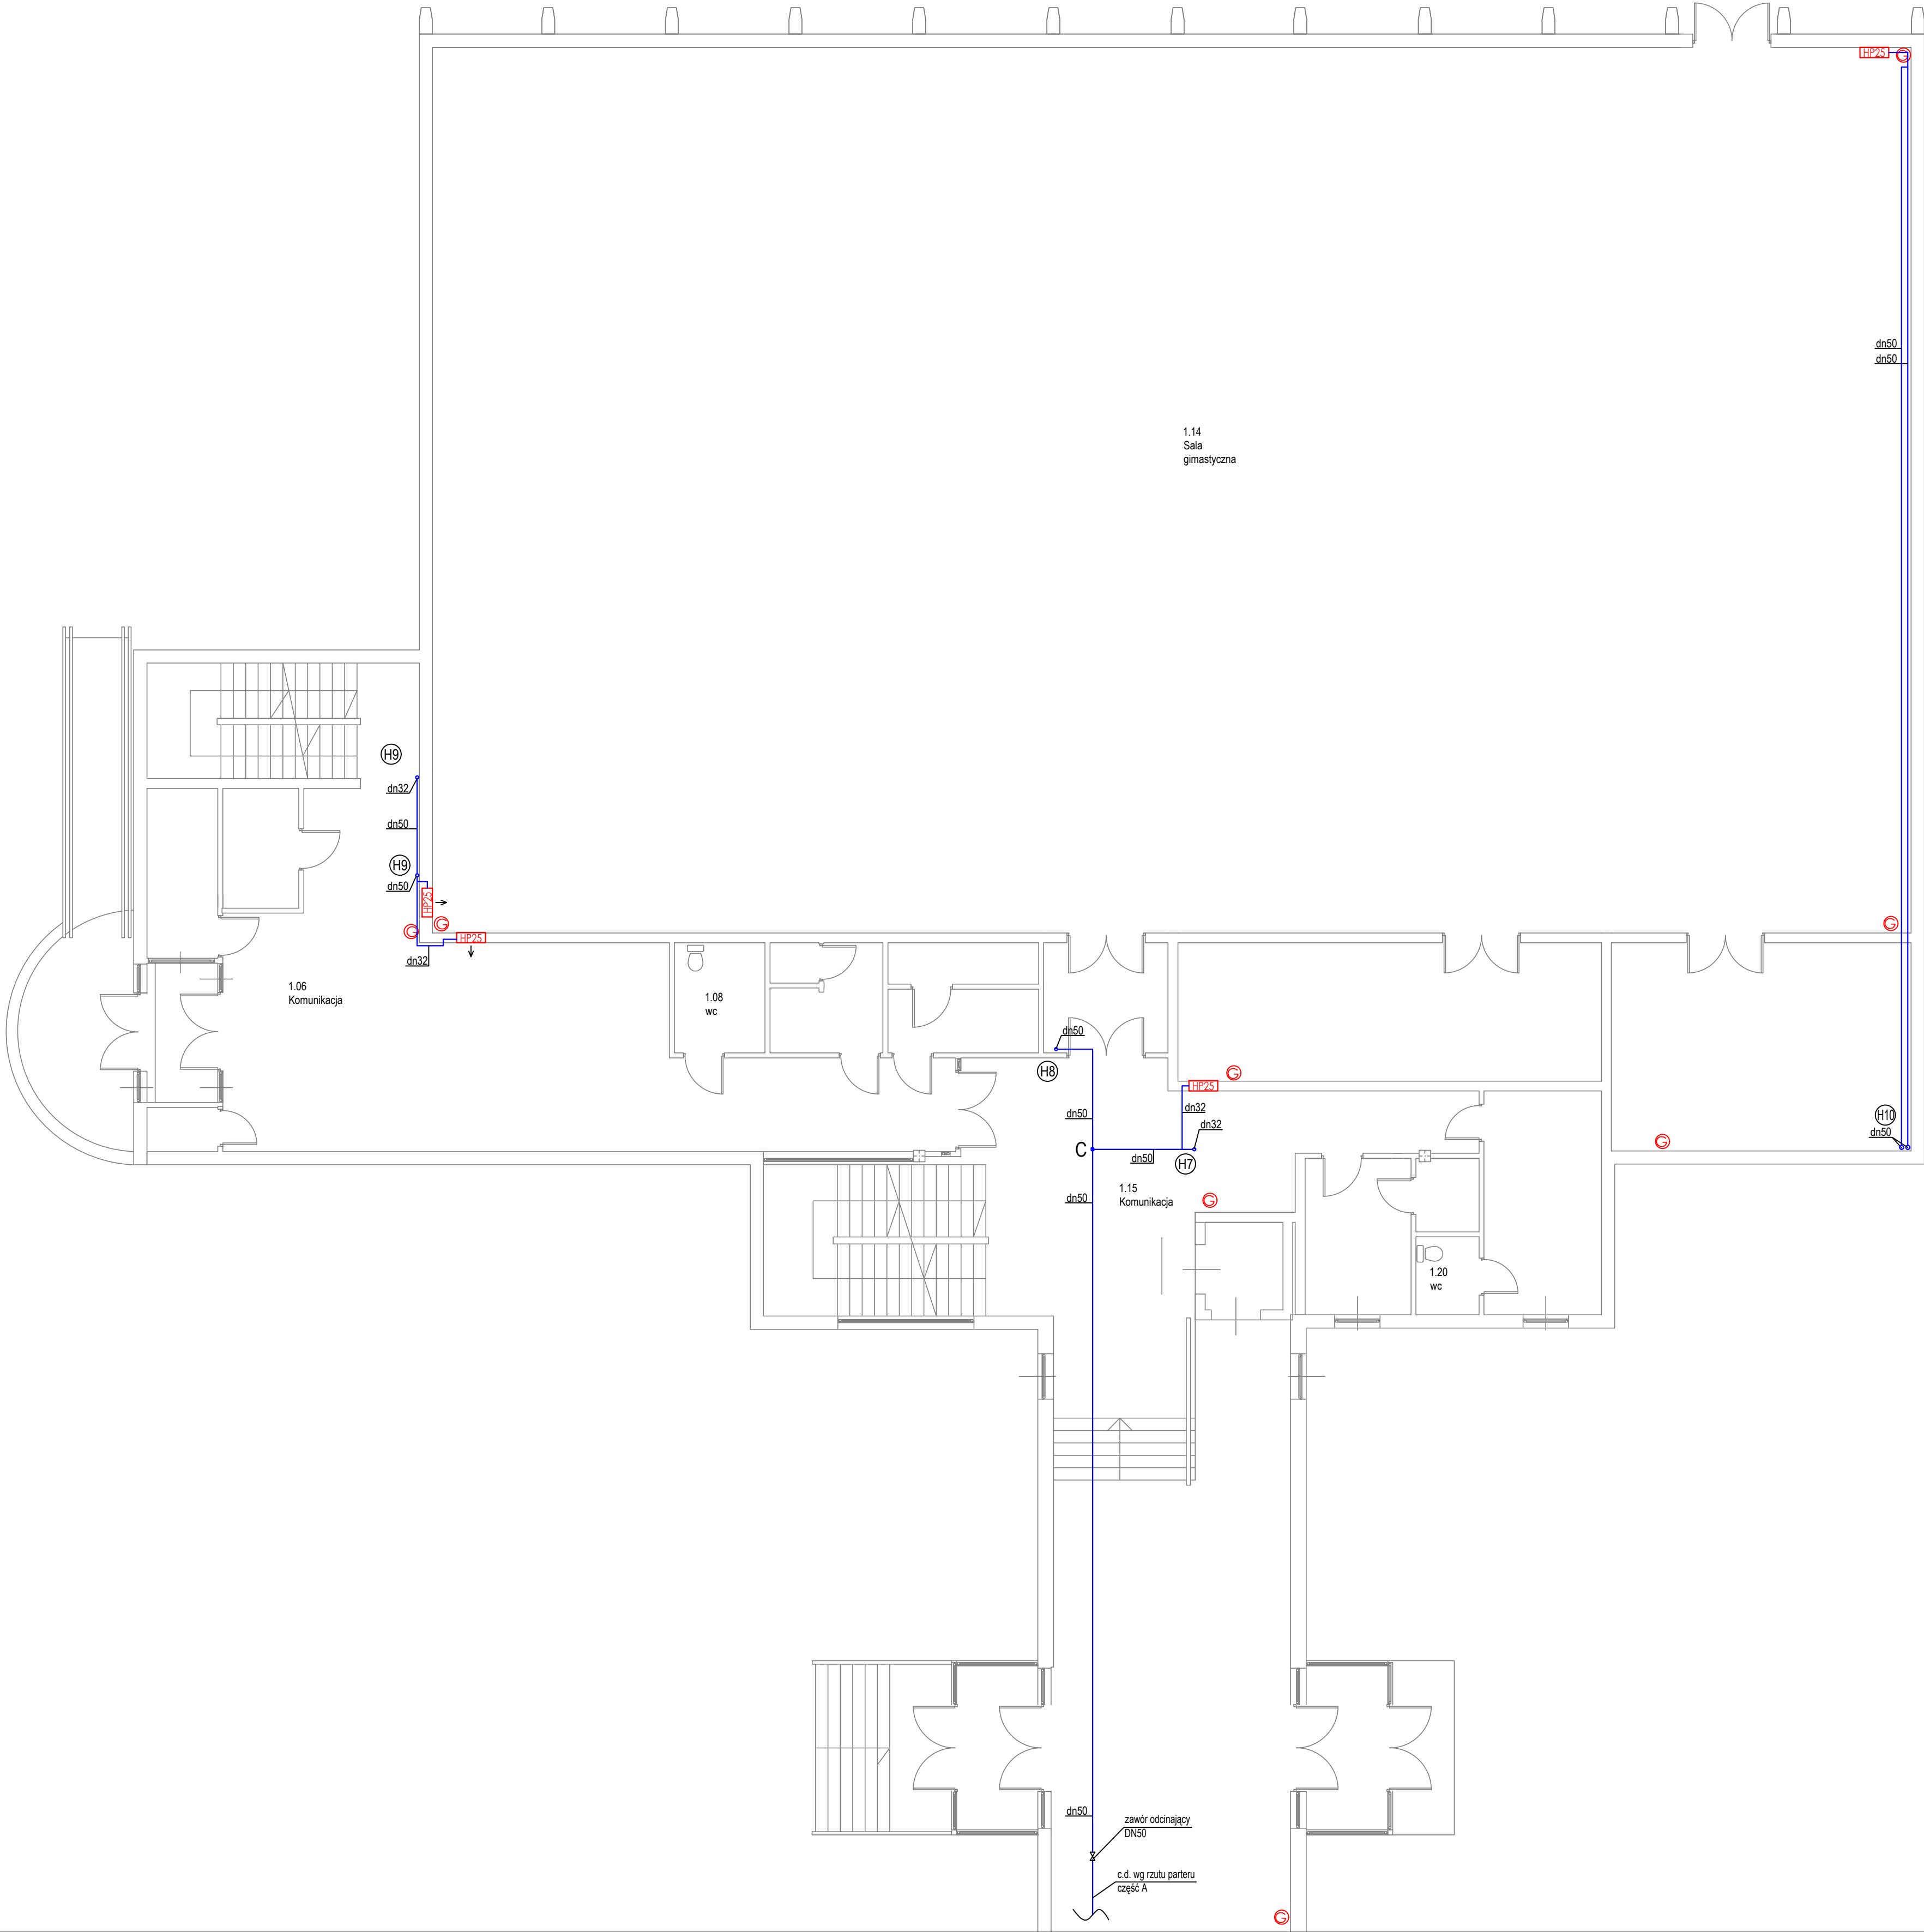 HP25
G
dn50
dn50
1.14
Sala
gimastyczna
H9
dn32
dn50
H9
dn50
HP25
G
G
HP25
dn32
G
1.06
Komunikacja
1.08
wc
dn50
H8
G
HP25
dn50
dn32
dn32
C
dn50
H7
G
H10
dn50
1.15
Komunikacja
dn50
G
1.20
wc
dn50
zawór odcinający
DN50
c.d. wg rzutu parteru
część A
G